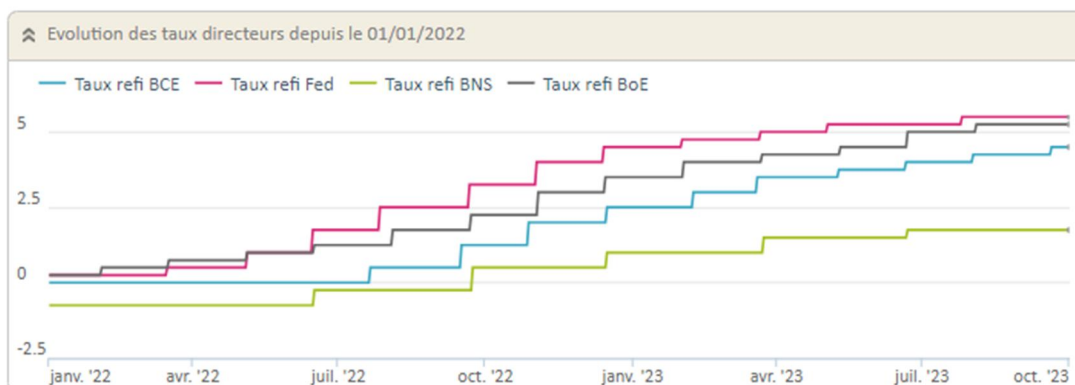 Evolution des taux directeurs depuis le 01/01/2022
Taux refi BCE Taux refi Fed Taux refi BNS Taux refi BoE
5
2.5
0
-2.5
janv. '22 avr. '22 juil. '22 oct. '22 janv. '23 avr. '23 juil. '23 oct. '23